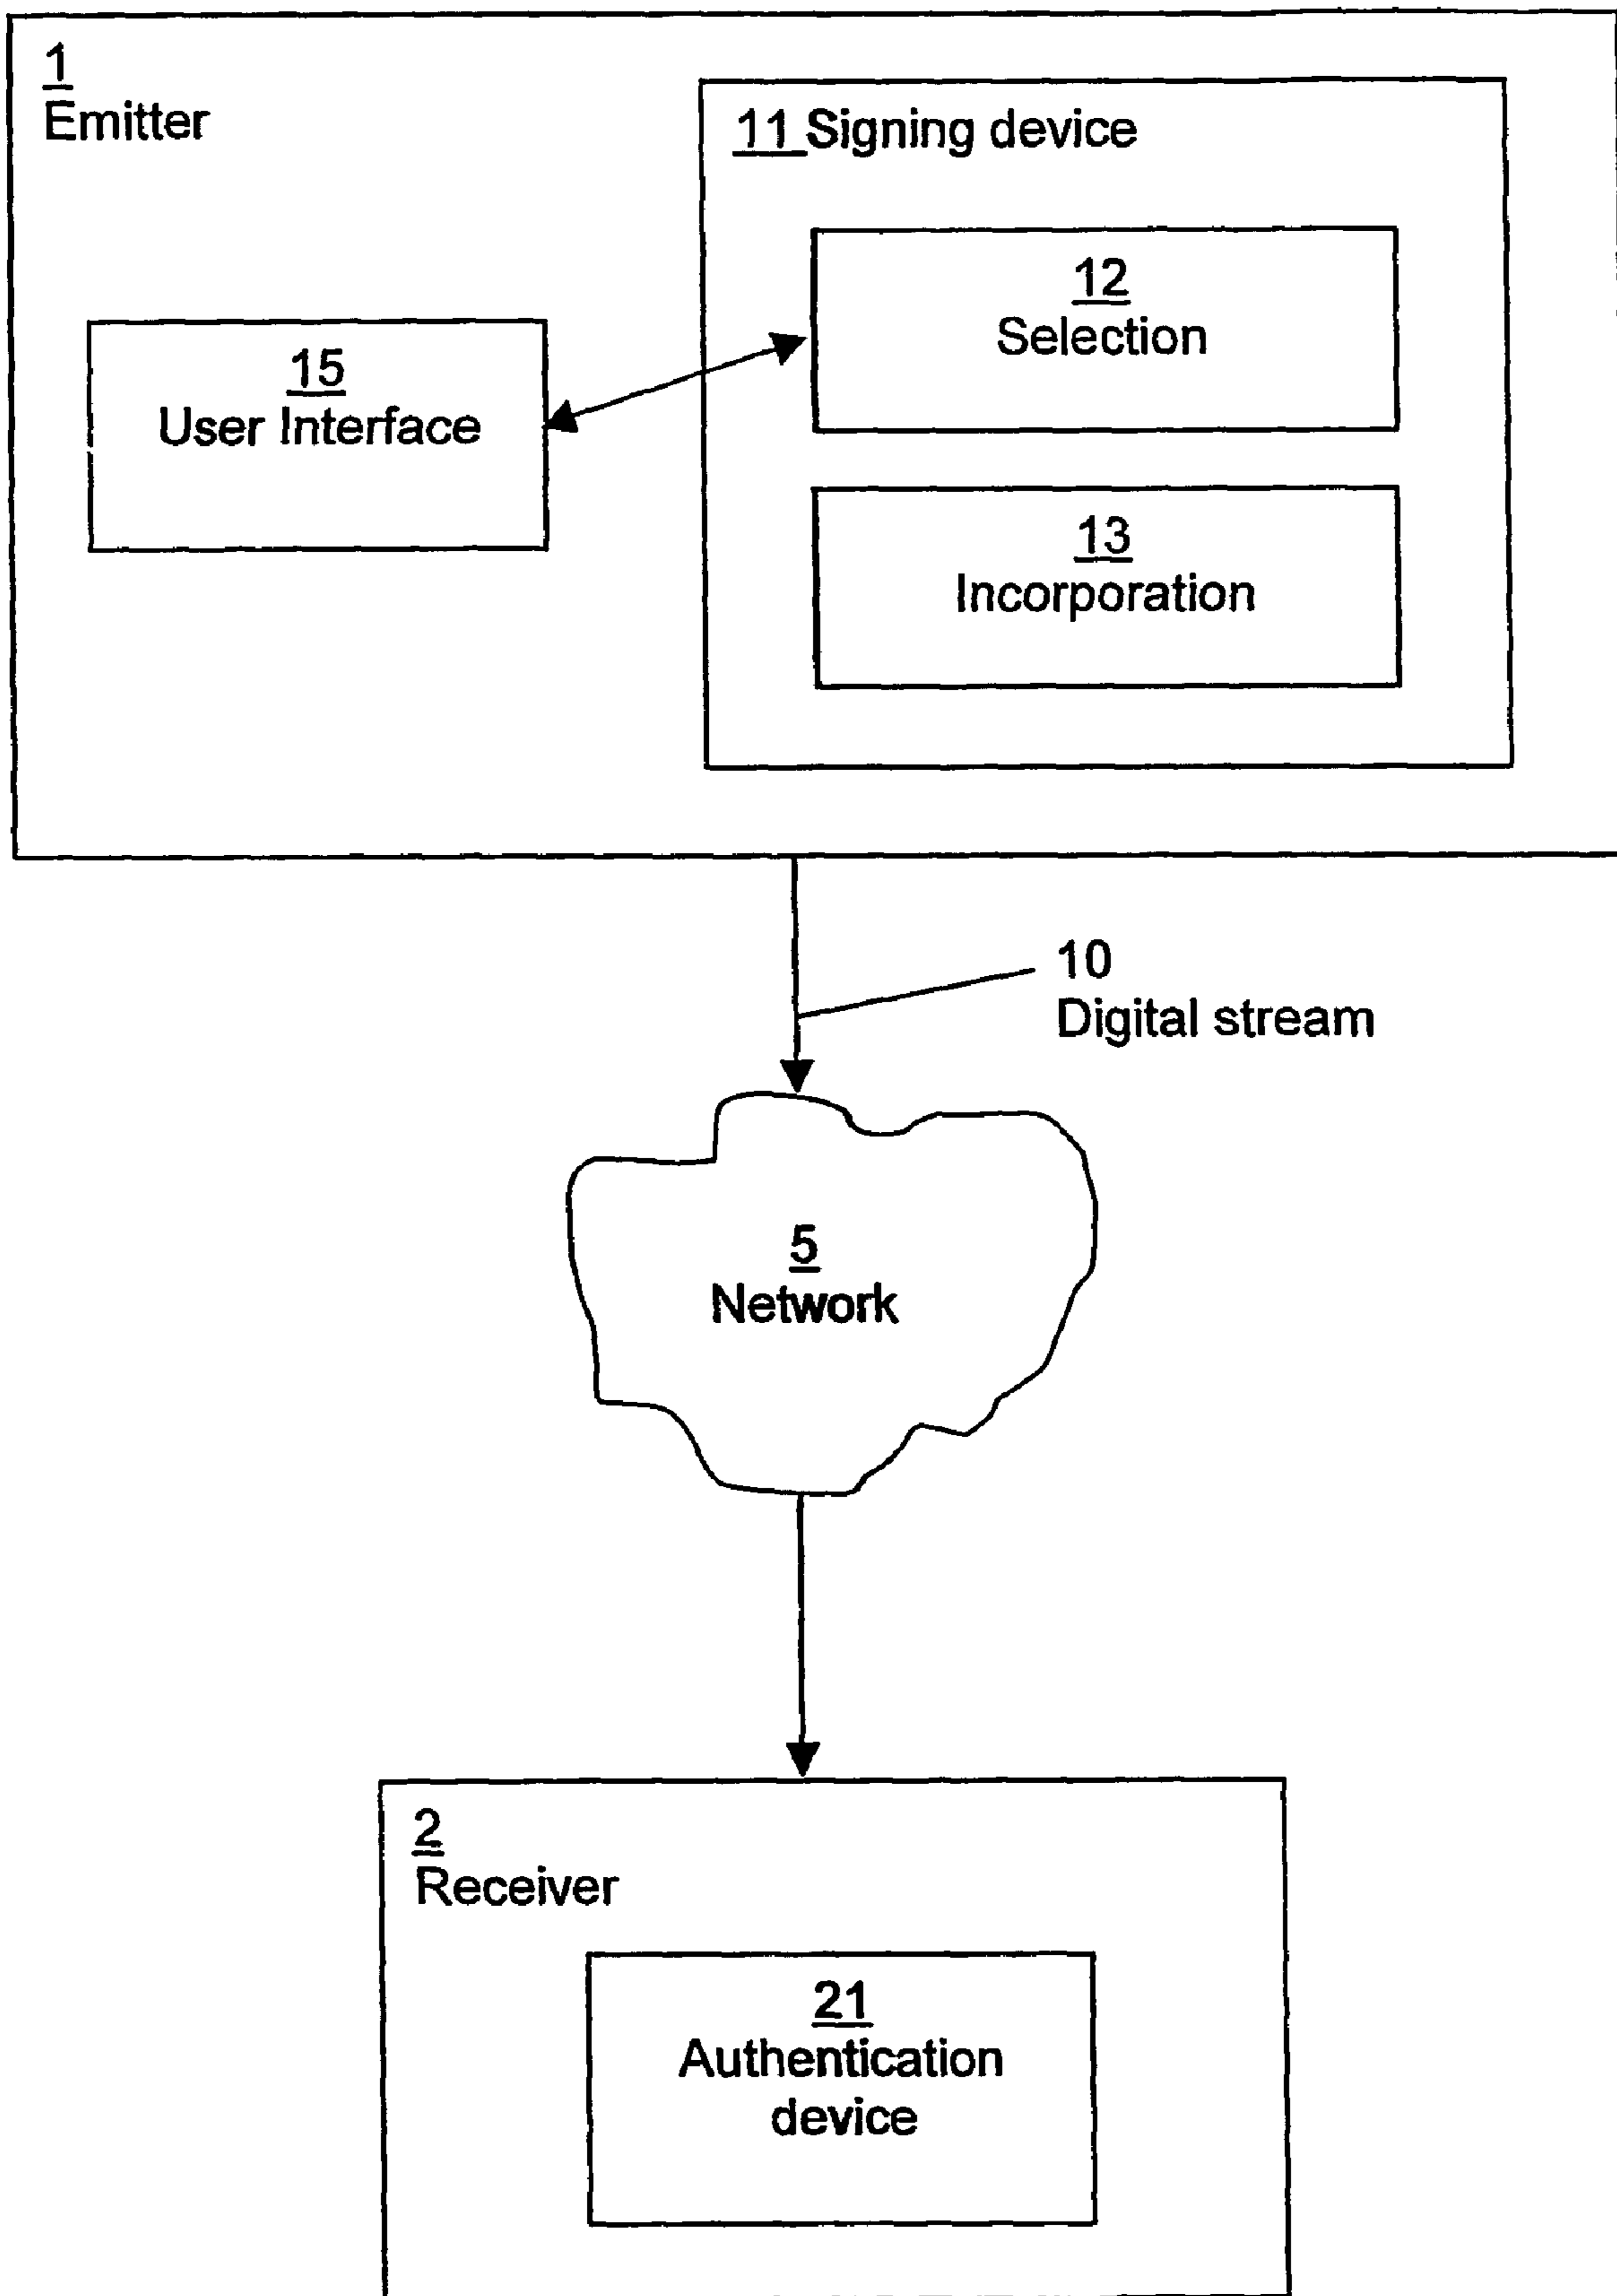 1
Emitter
11 Signing device
12
Selection
15
User Interface
13
Incorporation
10
Digital stream
5
Network
2
Receiver
21
Authentication
device